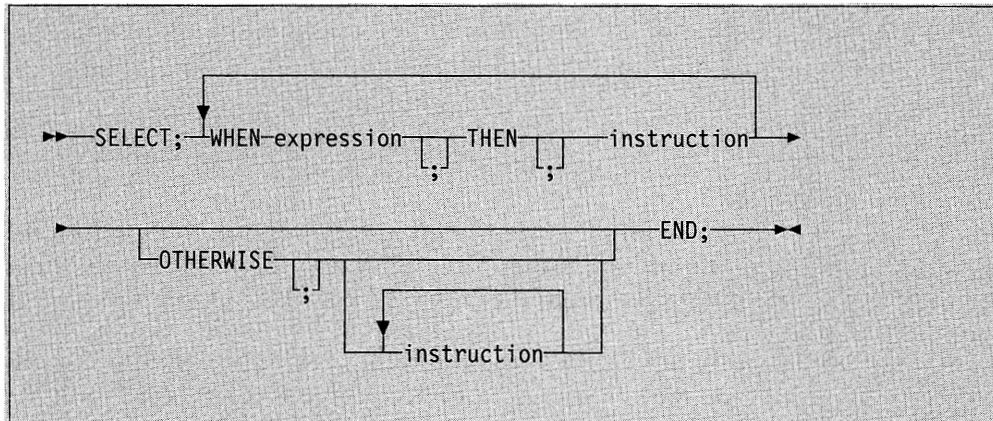 SELECT; WHEN expression ; THEN ; instruction
OTHERWISE ; END;
instruction